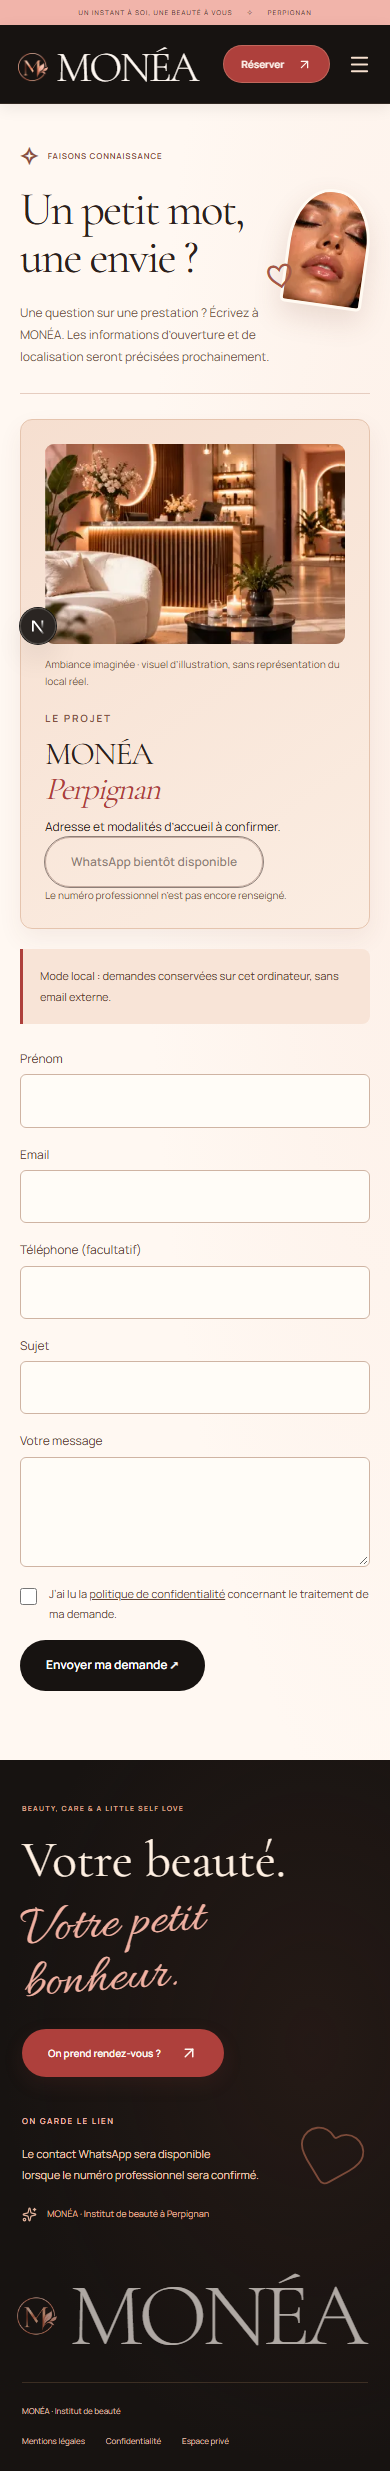 UN INSTANT À SOI, UNE BEAUTÉ À VOUS ✧ PERPIGNAN
M MONÉA Réserver ↗
FAISONS CONNAISSANCE
Un petit mot,
une envie ?
Une question sur une prestation ? Écrivez à
MONÉA. Les informations d'ouverture et de
localisation seront précisées prochainement.
N
Ambiance imaginée · visuel d'illustration, sans représentation du
local réel.
LE PROJET
MONÉA
Perpignan
Adresse et modalités d'accueil à confirmer.
WhatsApp bientôt disponible
Le numéro professionnel n'est pas encore renseigné.
Mode local : demandes conservées sur cet ordinateur, sans
email externe.
Prénom
Email
Téléphone (facultatif)
Sujet
Votre message
J'ai lu la politique de confidentialité concernant le traitement de
ma demande.
Envoyer ma demande ↗
BEAUTY, CARE & A LITTLE SELF LOVE
Votre beauté.
Votre petit
bonheur.
On prend rendez-vous ? ↗
ON GARDE LE LIEN
Le contact WhatsApp sera disponible
lorsque le numéro professionnel sera confirmé.
MONÉA · Institut de beauté à Perpignan
M MONÉA
MONÉA · Institut de beauté
Mentions légales Confidentialité Espace privé